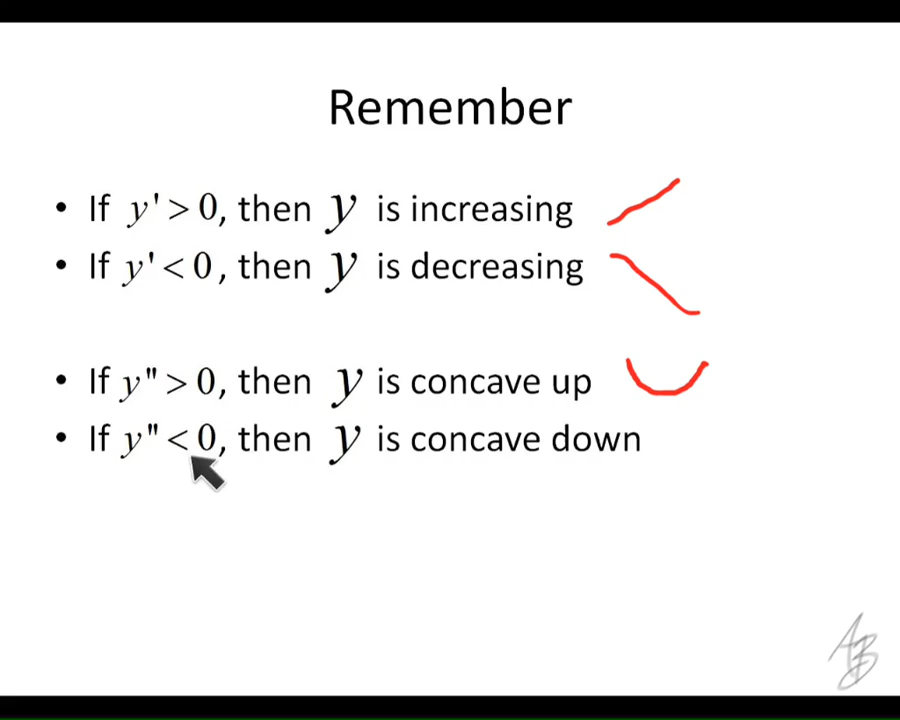 Remember
• If y' > 0, then y is increasing
• If y' < 0, then y is decreasing
• If y" > 0, then y is concave up
• If y" < 0, then y is concave down